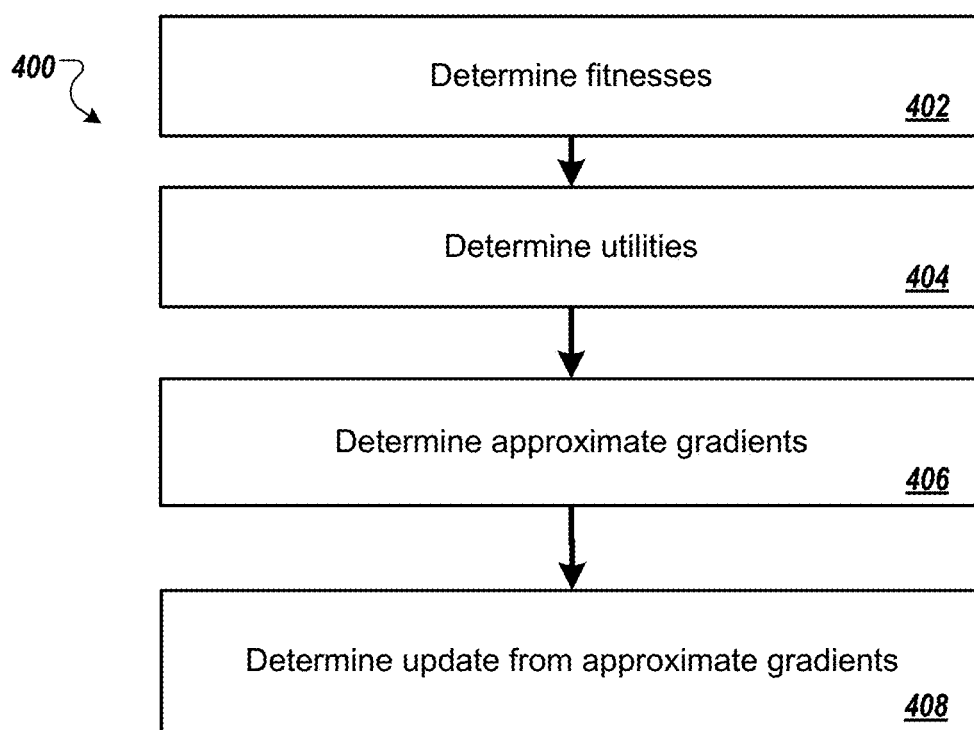 400
Determine fitnesses
402
Determine utilities
404
Determine approximate gradients
406
Determine update from approximate gradients
408